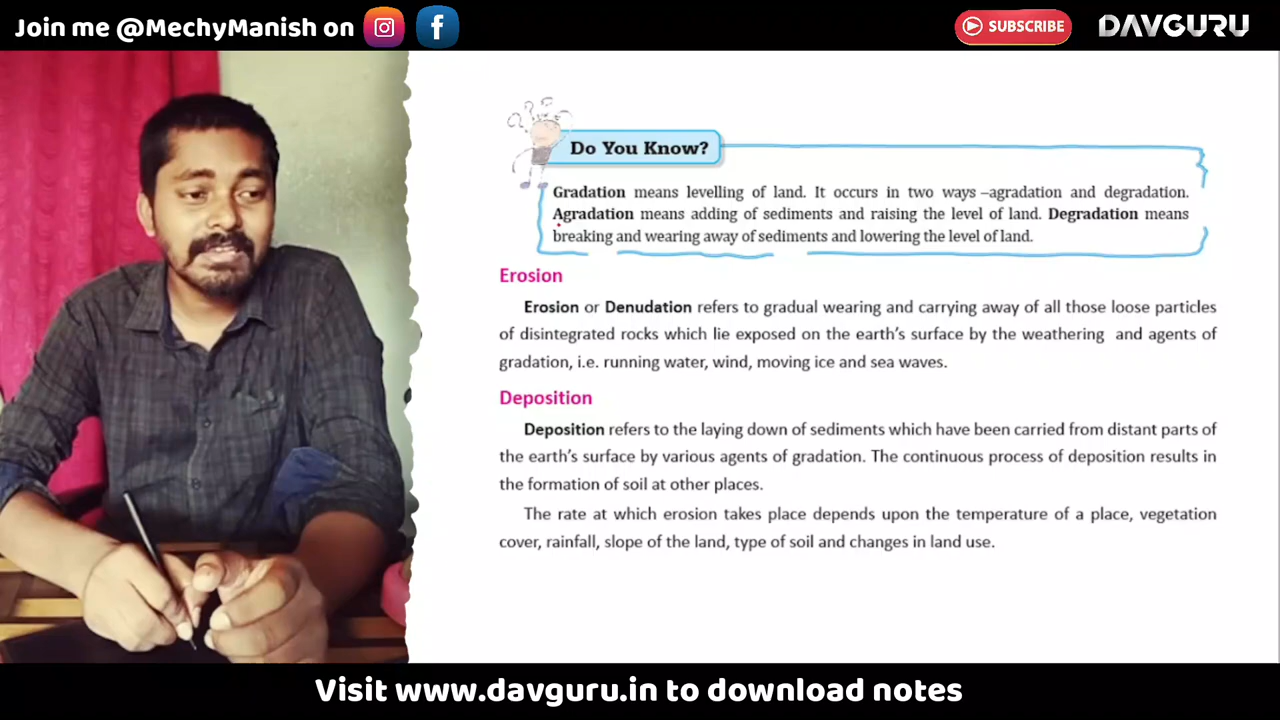 Join me @MechyManish on
SUBSCRIBE
DAVGURU
Do You Know?
Gradation means levelling of land. It occurs in two ways –agradation and degradation.
Agradation means adding of sediments and raising the level of land. Degradation means
breaking and wearing away of sediments and lowering the level of land.
Erosion
Erosion or Denudation refers to gradual wearing and carrying away of all those loose particles
of disintegrated rocks which lie exposed on the earth's surface by the weathering and agents of
gradation, i.e. running water, wind, moving ice and sea waves.
Deposition
Deposition refers to the laying down of sediments which have been carried from distant parts of
the earth's surface by various agents of gradation. The continuous process of deposition results in
the formation of soil at other places.
The rate at which erosion takes place depends upon the temperature of a place, vegetation
cover, rainfall, slope of the land, type of soil and changes in land use.
Visit www.davguru.in to download notes